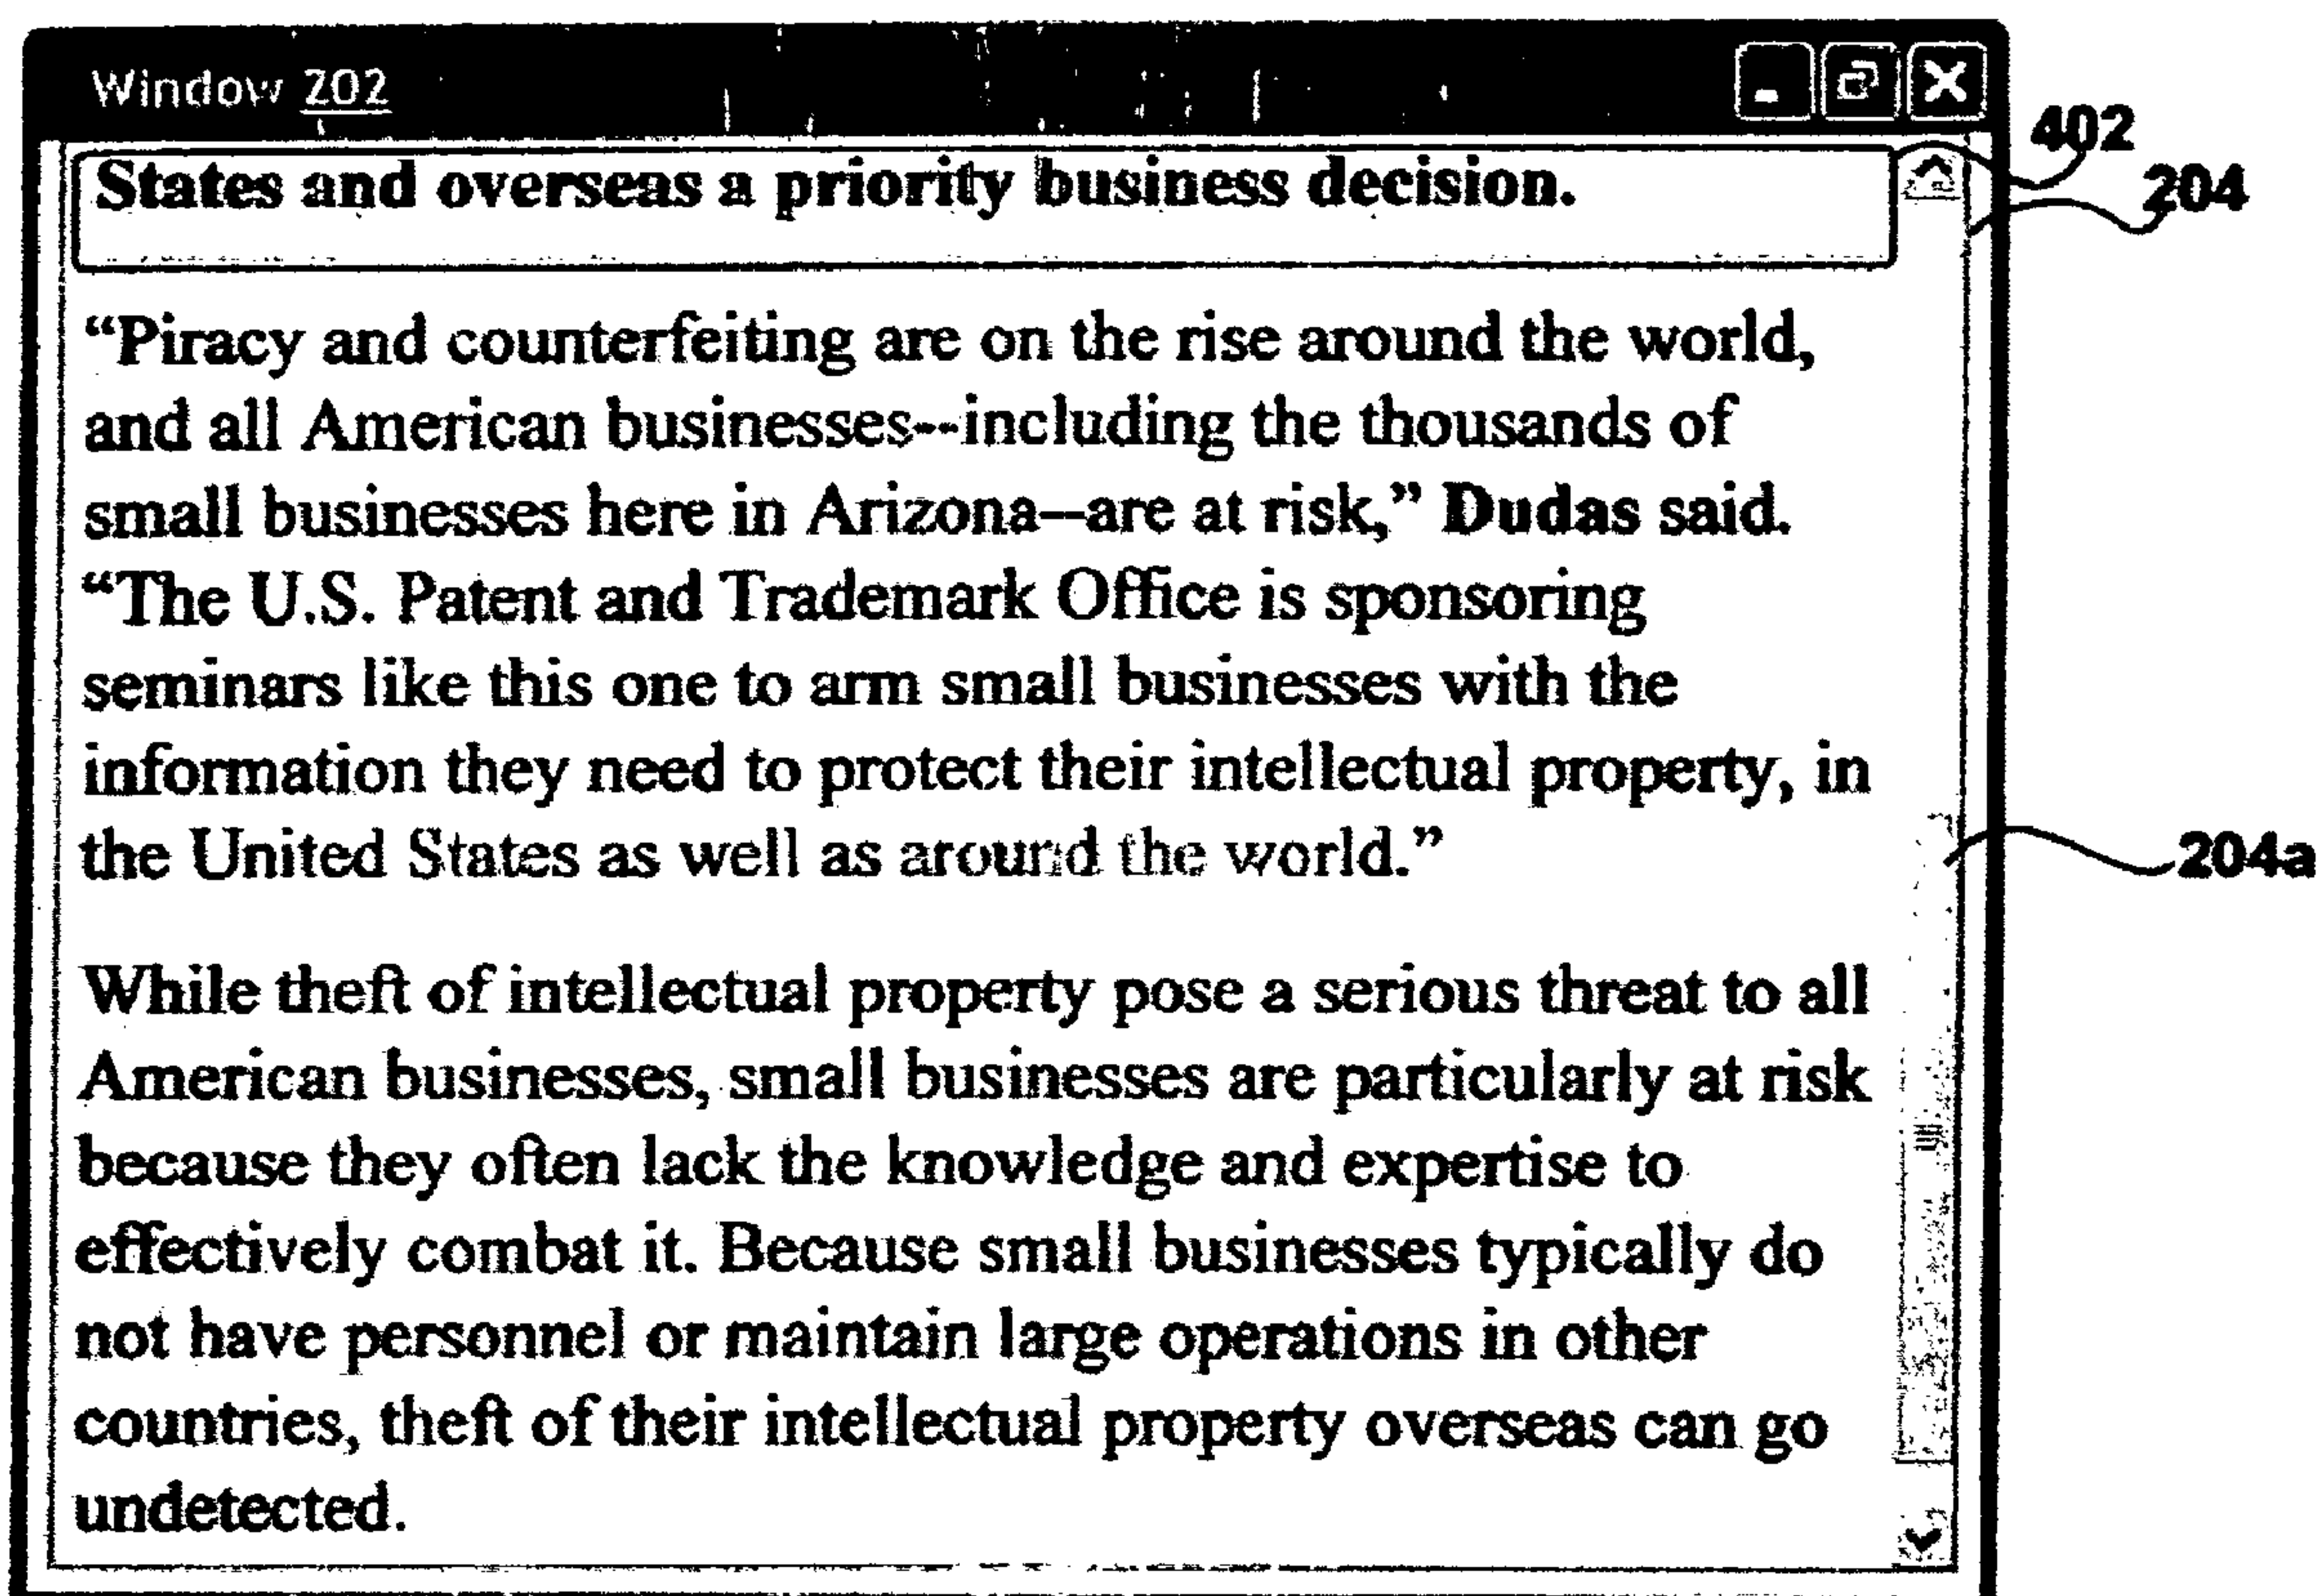 Window 202
402
States and overseas a priority business decision.
204
“Piracy and counterfeiting are on the rise around the world,
and all American businesses--including the thousands of
small businesses here in Arizona--are at risk,” Dudas said.
“The U.S. Patent and Trademark Office is sponsoring
seminars like this one to arm small businesses with the
information they need to protect their intellectual property, in
the United States as well as around the world.”
204a
While theft of intellectual property pose a serious threat to all
American businesses, small businesses are particularly at risk
because they often lack the knowledge and expertise to
effectively combat it. Because small businesses typically do
not have personnel or maintain large operations in other
countries, theft of their intellectual property overseas can go
undetected.